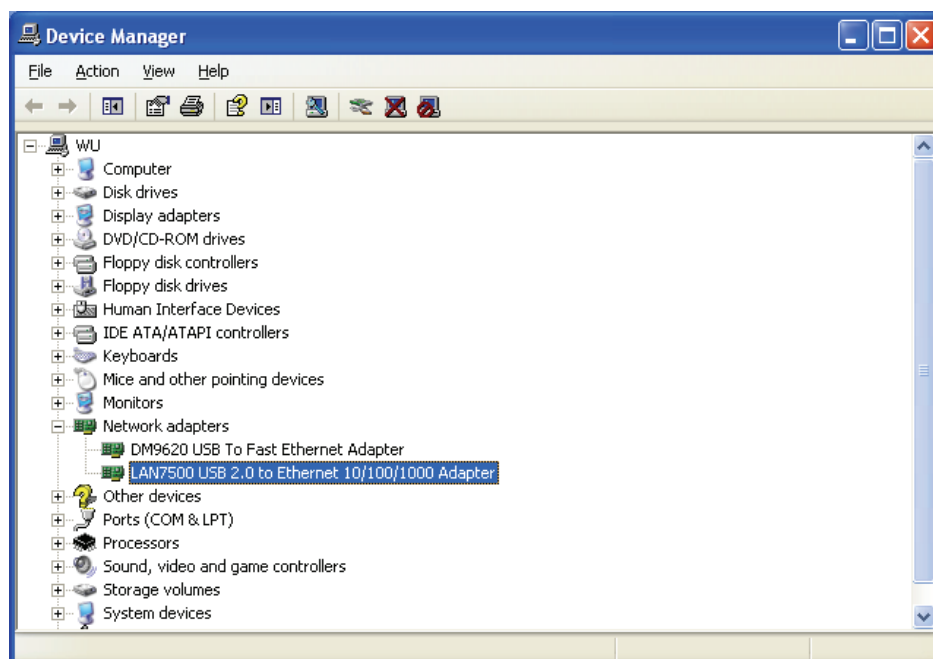 Device Manager
File Action View Help
WU
Computer
Disk drives
Display adapters
DVD/CD-ROM drives
Floppy disk controllers
Floppy disk drives
Human Interface Devices
IDE ATA/ATAPI controllers
Keyboards
Mice and other pointing devices
Monitors
Network adapters
DM9620 USB To Fast Ethernet Adapter
LAN7500 USB 2.0 to Ethernet 10/100/1000 Adapter
Other devices
Ports (COM & LPT)
Processors
Sound, video and game controllers
Storage volumes
System devices